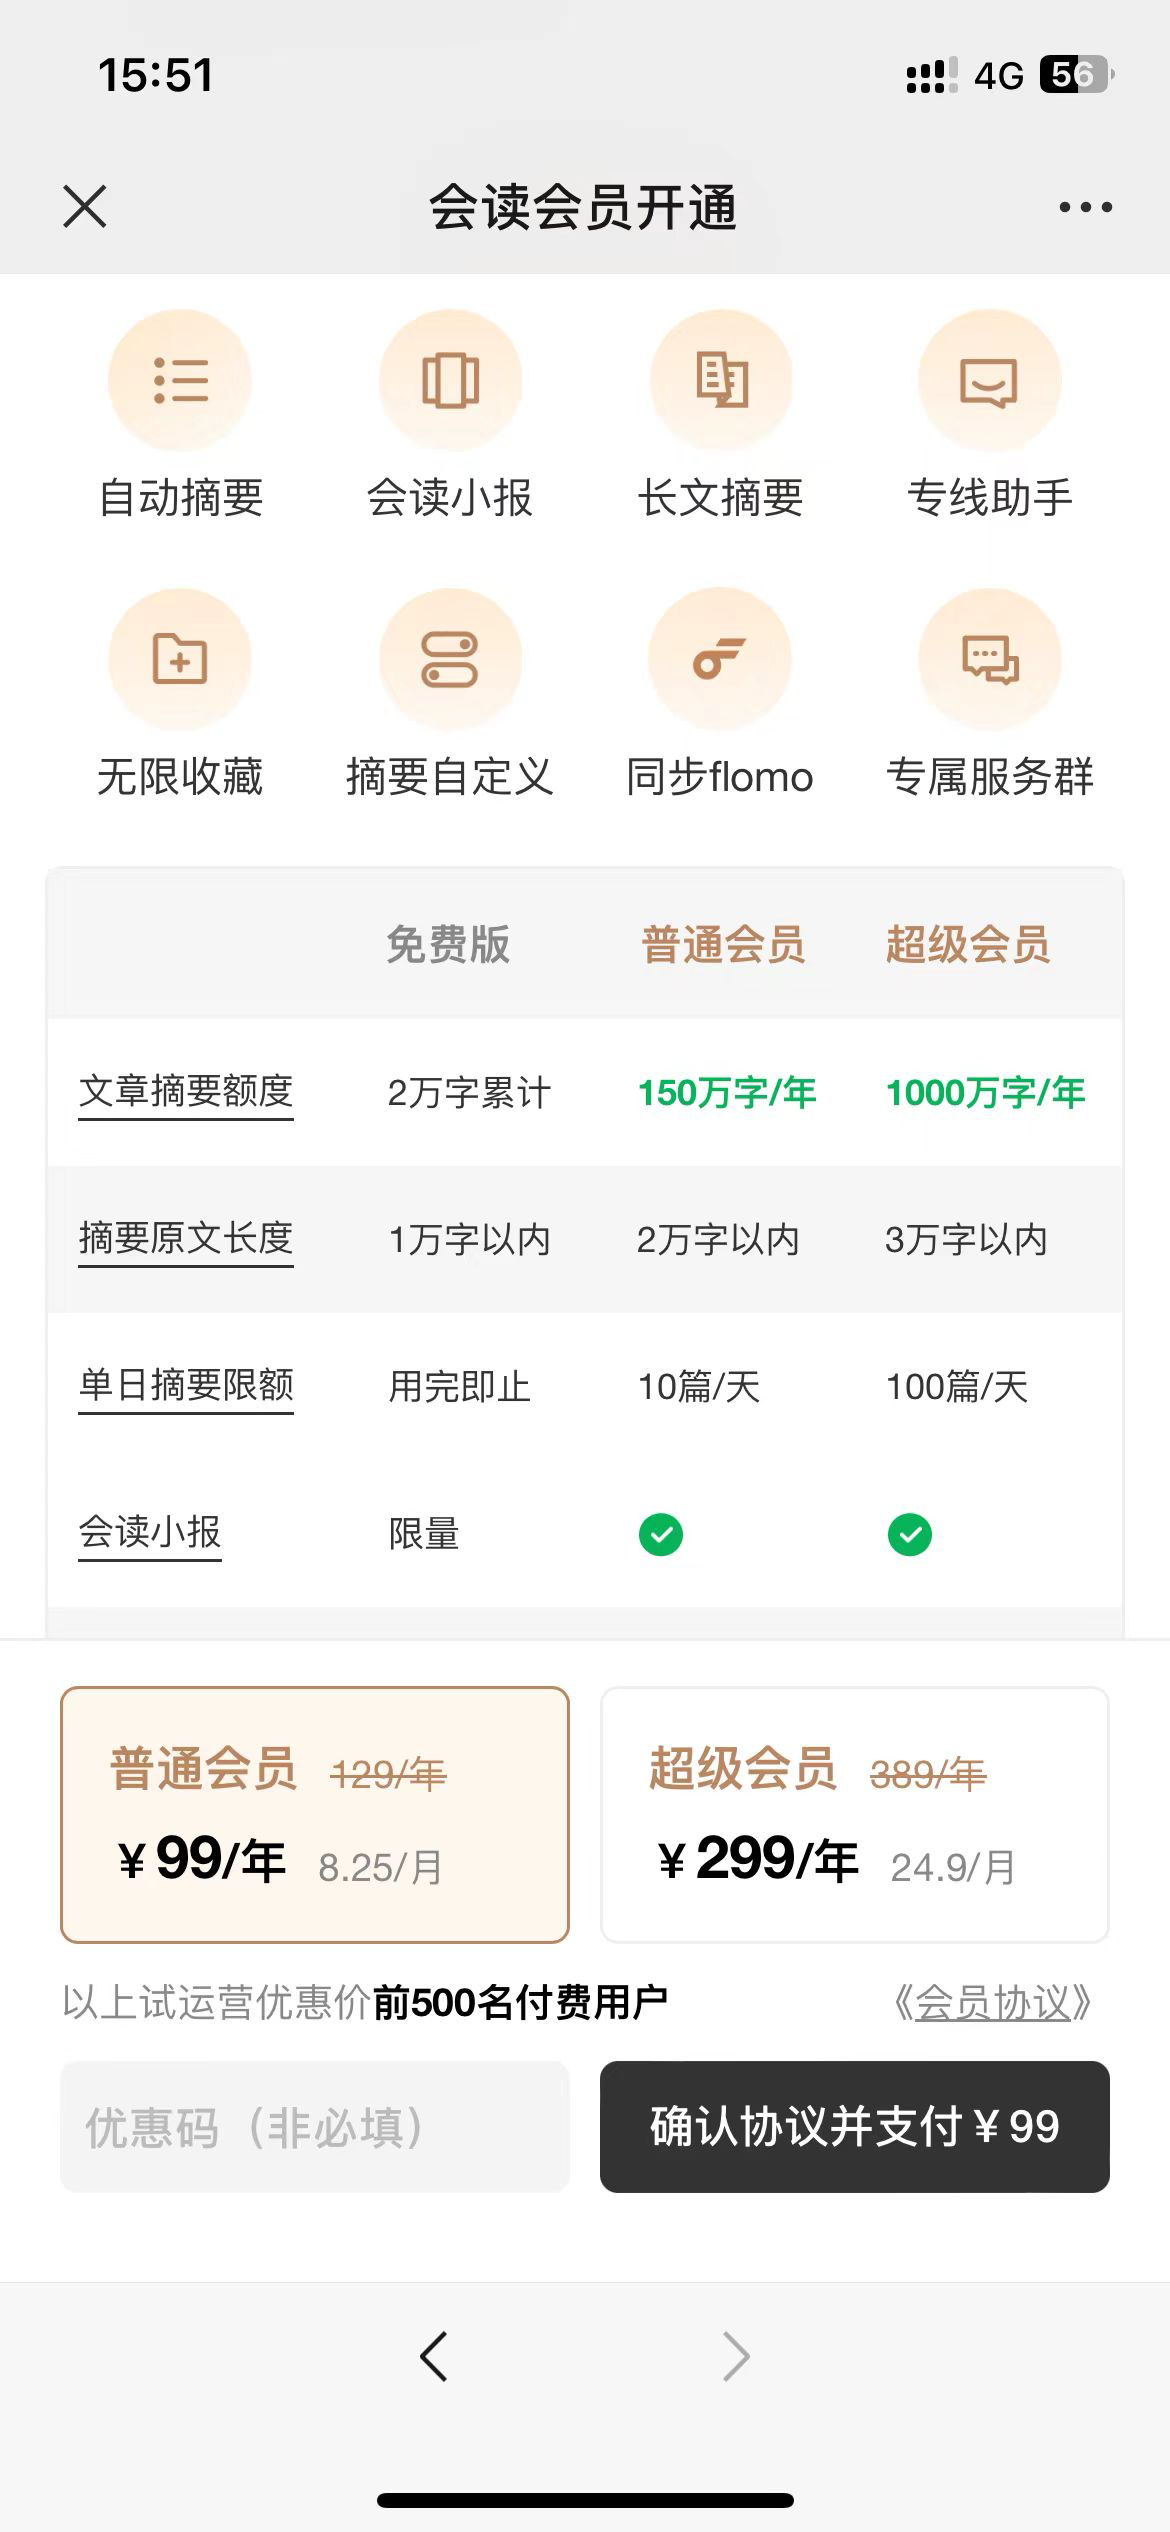 15:51
4G 56
会读会员开通
自动摘要 会读小报 长文摘要 专线助手
无限收藏 摘要自定义 同步flomo 专属服务群
免费版 普通会员 超级会员
文章摘要额度 2万字累计 150万字/年 1000万字/年
摘要原文长度 1万字以内 2万字以内 3万字以内
单日摘要限额 用完即止 10篇/天 100篇/天
会读小报 限量
普通会员 129/年 超级会员 389/年
¥99/年 8.25/月 ¥299/年 24.9/月
以上试运营优惠价前500名付费用户 《会员协议》
优惠码（非必填） 确认协议并支付¥99